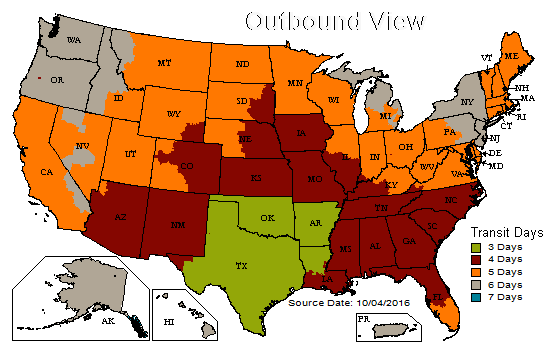 Outbound View
WA
MT
ND
MN
VT
ME
OR
ID
SD
WI
MI
NY
NH
MA
RI
CT
WY
NE
IA
PA
NJ
NV
UT
CO
IL
IN
OH
WV
VA
DE
MD
CA
KS
MO
KY
NC
AZ
NM
OK
AR
TN
SC
MS
AL
GA
TX
LA
FL
Transit Days
3 Days
4 Days
5 Days
6 Days
7 Days
Source Date: 10/04/2016
AK
HI
PR